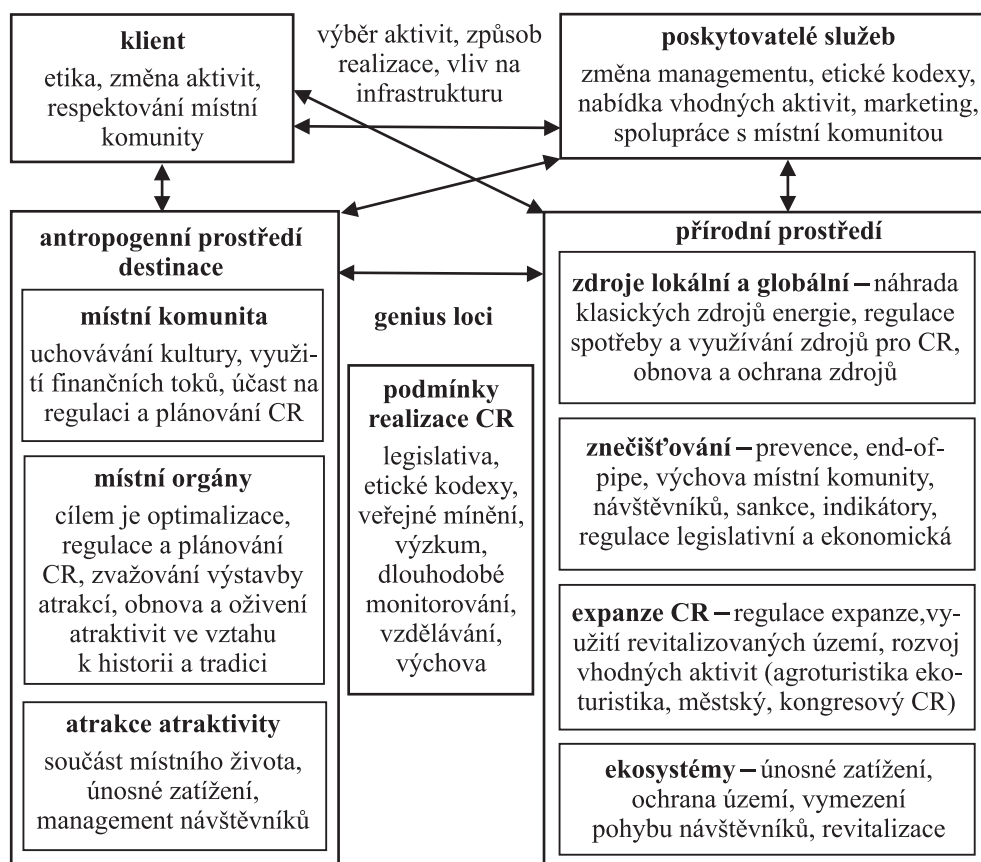 klient
etika, změna aktivit,
respektování místní
komunity
výběr aktivit, způsob
realizace, vliv na
infrastrukturu
poskytovatelé služeb
změna managementu, etické kodexy,
nabídka vhodných aktivit, marketing,
spolupráce s místní komunitou
antropogenní prostředí
destinace
místní komunita
uchovávání kultury, využi-
tí finančních toků, účast na
regulaci a plánování CR
místní orgány
cílem je optimalizace,
regulace a plánování
CR, zvažování výstavby
atrakcí, obnova a oživení
atraktivit ve vztahu
k historii a tradici
atrakce atraktivity
součást místního života,
únosné zatížení,
management návštěvníků
genius loci
podmínky
realizace CR
legislativa,
etické kodexy,
veřejné mínění,
výzkum,
dlouhodobé
monitorování,
vzdělávání,
výchova
přírodní prostředí
zdroje lokální a globální – náhrada
klasických zdrojů energie, regulace
spotřeby a využívání zdrojů pro CR,
obnova a ochrana zdrojů
znečišťování – prevence, end-of-
pipe, výchova místní komunity,
návštěvníků, sankce, indikátory,
regulace legislativní a ekonomická
expanze CR – regulace expanze,vy-
užití revitalizovaných území, rozvoj
vhodných aktivit (agroturistika eko-
turistika, městský, kongresový CR)
ekosystémy – únosné zatížení,
ochrana území, vymezení
pohybu návštěvníků, revitalizace